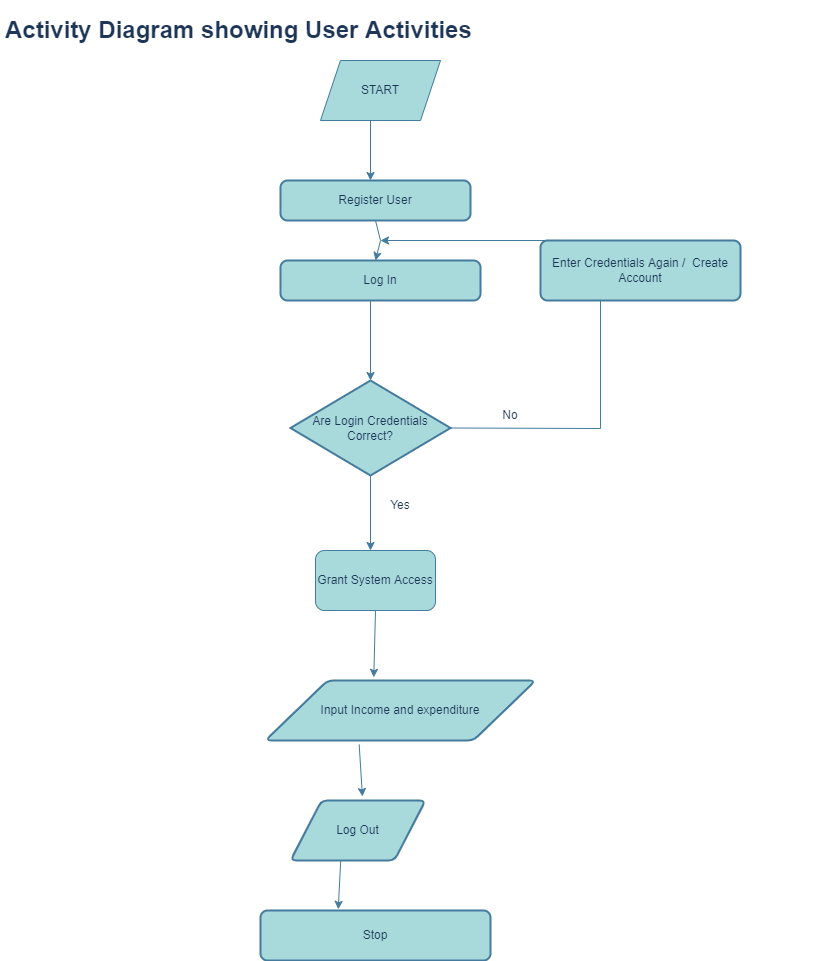 Activity Diagram showing User Activities
START
Register User
Enter Credentials Again /  Create
Account
Log In
Are Login Credentials
Correct?
No
Yes
Grant System Access
Input Income and expenditure
Log Out
Stop